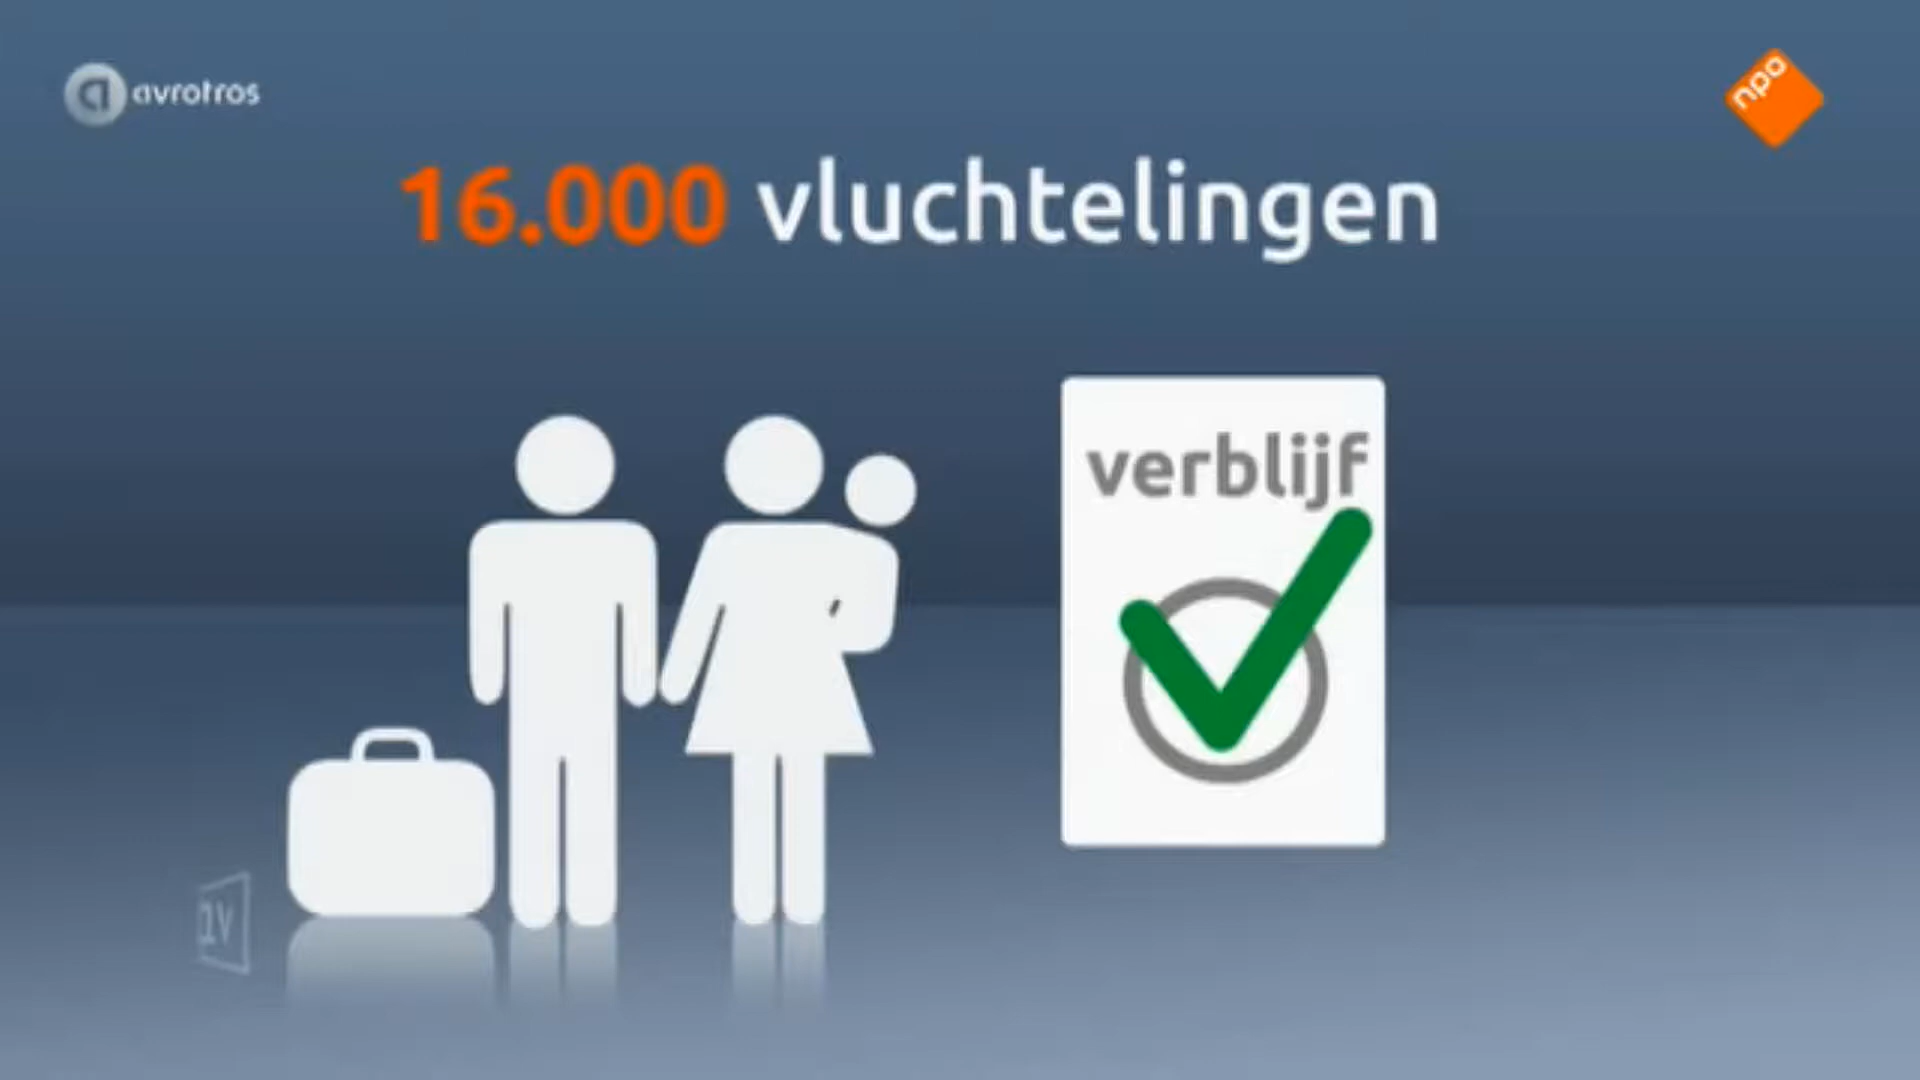 avrotros
npo
16.000 vluchtelingen
verblijf
1V